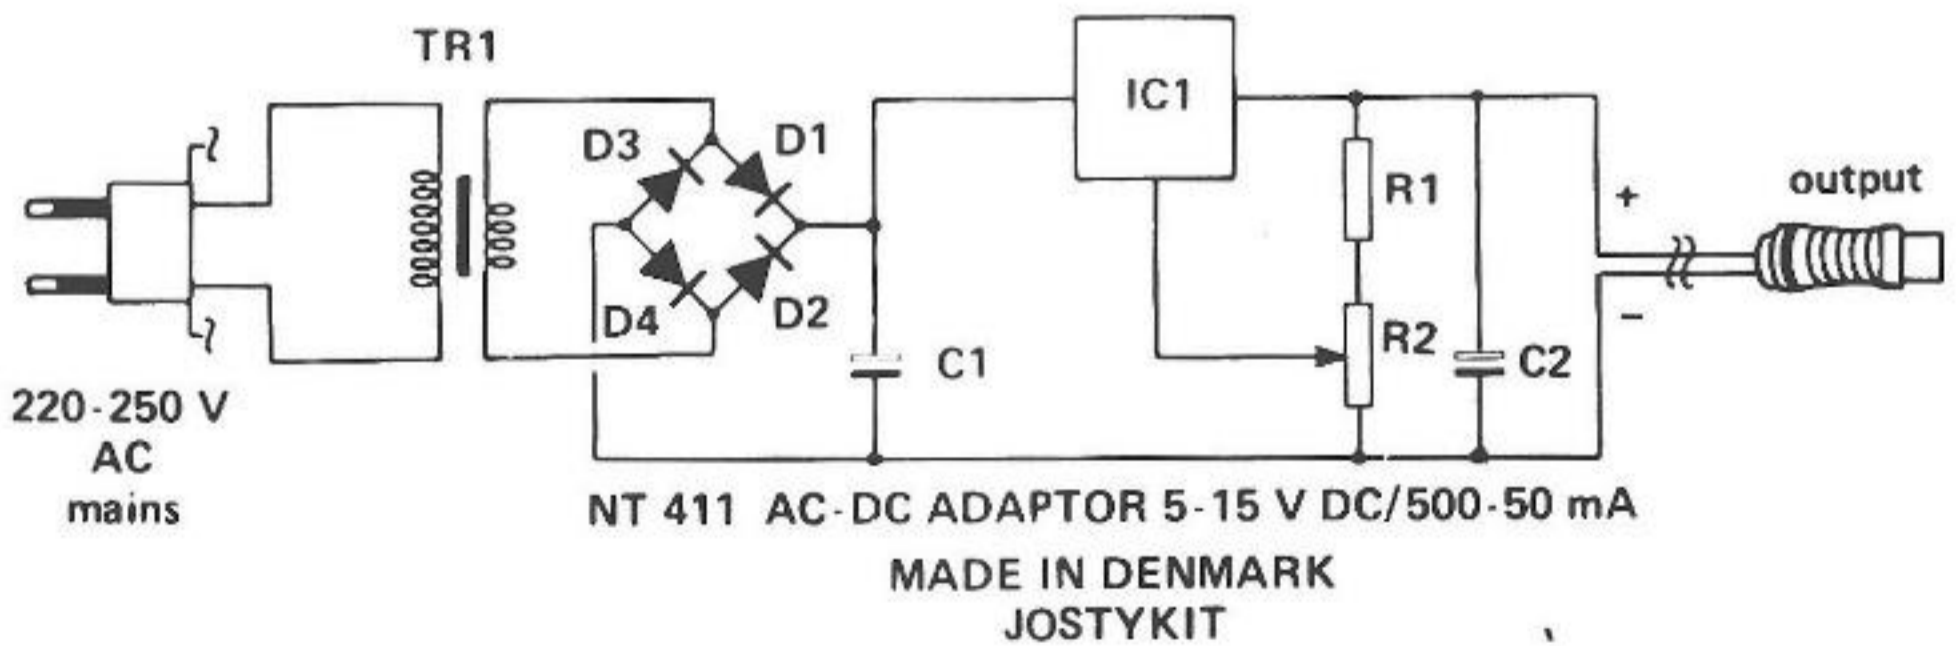 TR1
IC1
D3
D1
R1
output
+
D4
D2
−
R2
C1
C2
220-250 V
AC
mains
NT 411 AC-DC ADAPTOR 5-15 V DC/500-50 mA
MADE IN DENMARK
JOSTYKIT